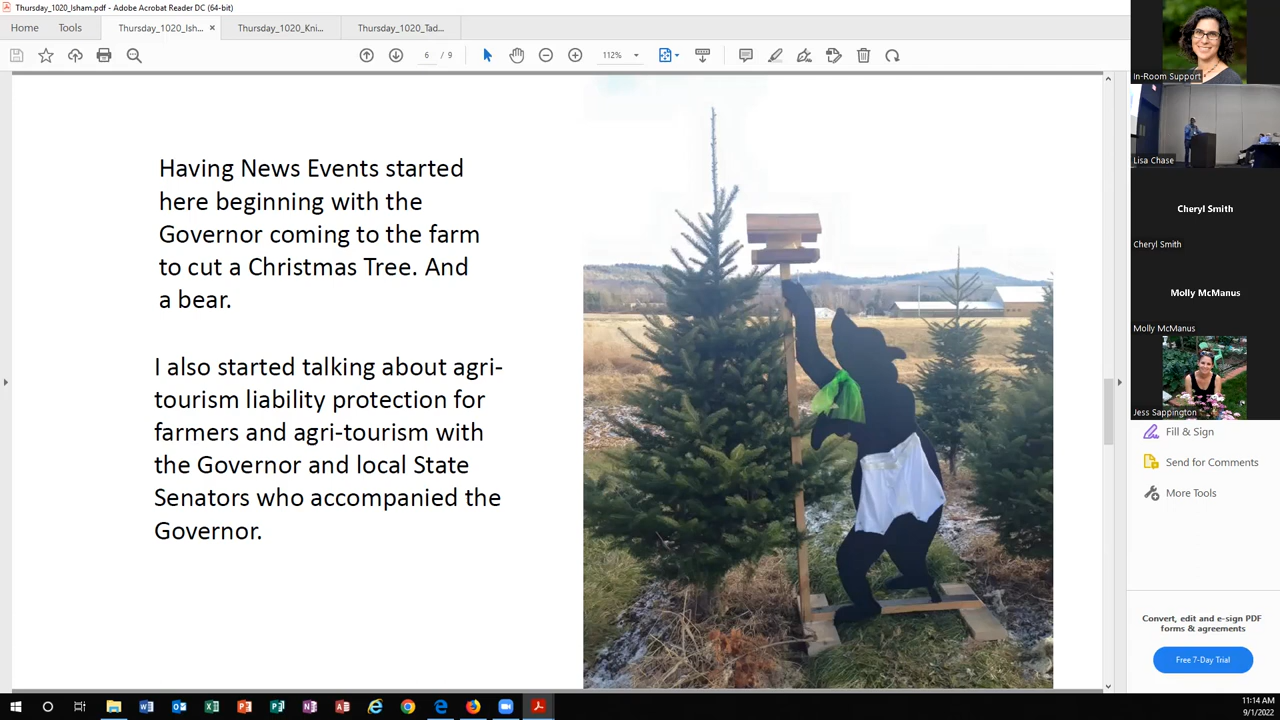 Thursday_1020_Isham.pdf - Adobe Acrobat Reader DC (64-bit)
Home
Tools
Thursday_1020_Ish...
Thursday_1020_Kni...
Thursday_1020_Tad...
6 / 9
112%
Having News Events started
here beginning with the
Governor coming to the farm
to cut a Christmas Tree. And
a bear.
I also started talking about agri-
tourism liability protection for
farmers and agri-tourism with
the Governor and local State
Senators who accompanied the
Governor.
In-Room Support
Lisa Chase
Cheryl Smith
Cheryl Smith
Molly McManus
Molly McManus
Jess Sappington
Fill & Sign
Send for Comments
More Tools
Convert, edit and e-sign PDF
forms & agreements
Free 7-Day Trial
11:14 AM
9/1/2022